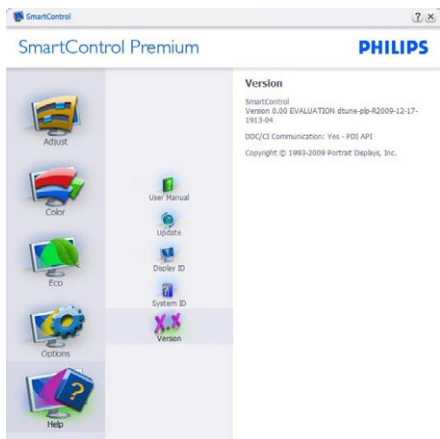 SmartControl
SmartControl Premium
PHILIPS
Adjust
Color
Eco
Options
Help
User Manual
Update
Display ID
System ID
X.X
Version
Version
SmartControl
Version 0.00 EVALUATION dtune-plp-R2009-12-17-
1913-04
DDC/CI Communication: Yes - PDI API
Copyright © 1993-2009 Portrait Displays, Inc.